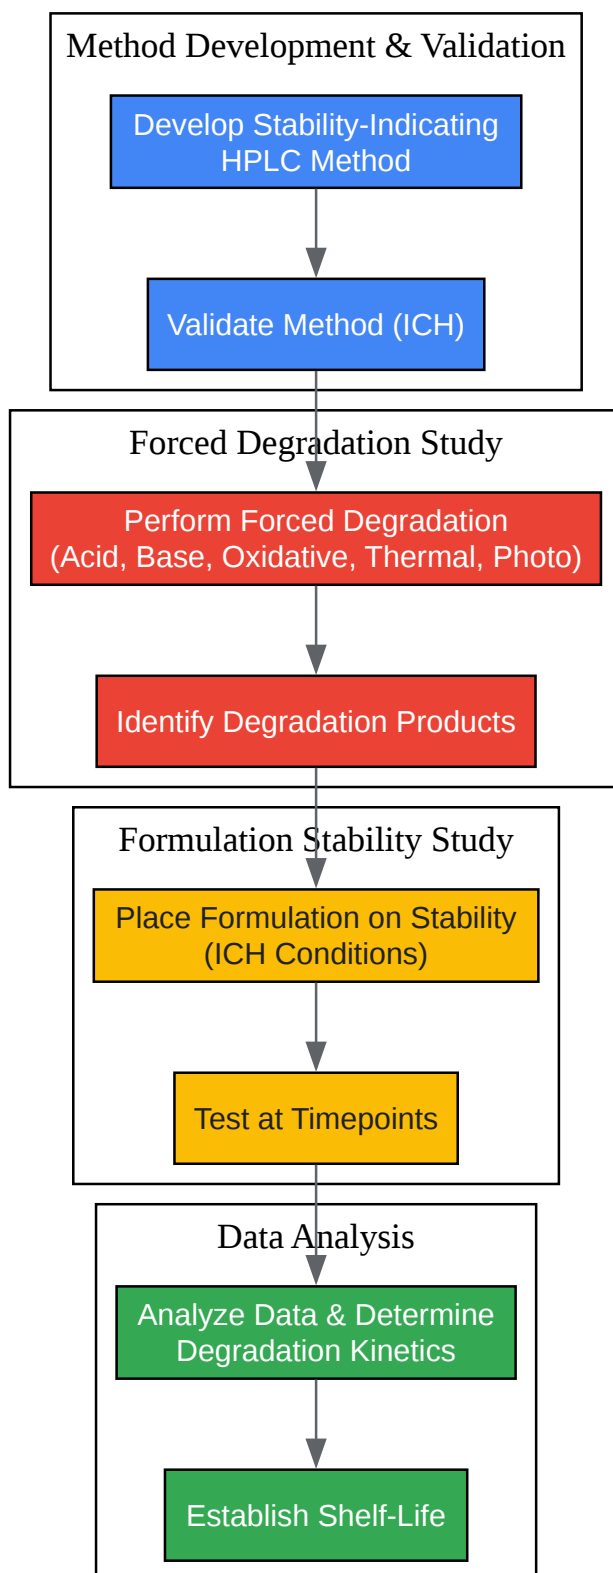 Method Development & Validation
Develop Stability-Indicating
HPLC Method
Validate Method (ICH)
Forced Degradation Study
Perform Forced Degradation
(Acid, Base, Oxidative, Thermal, Photo)
Identify Degradation Products
Formulation Stability Study
Place Formulation on Stability
(ICH Conditions)
Test at Timepoints
Data Analysis
Analyze Data & Determine
Degradation Kinetics
Establish Shelf-Life